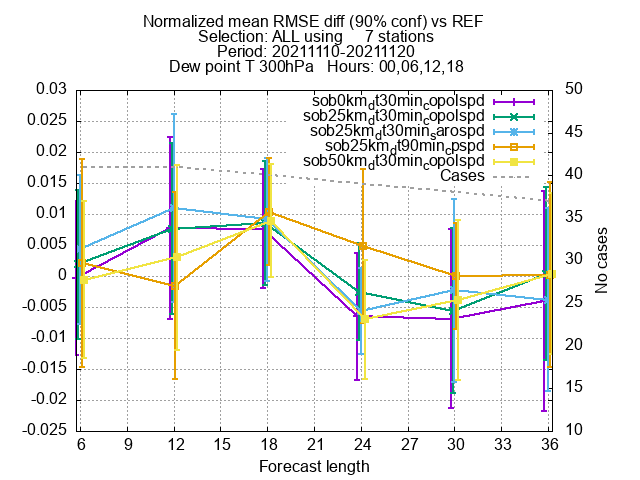 Normalized mean RMSE diff (90% conf) vs REF
Selection: ALL using 7 stations
Period: 20211110-20211120
Dew point T 300hPa Hours: 00,06,12,18
sob0km_dt30min_copolspd
sob25km_dt30min_copolspd
sob25km_dt30min_sarospd
sob25km_dt90min_cpspd
sob50km_dt30min_copolspd
Cases
0.03
0.025
0.02
0.015
0.01
0.005
0
-0.005
-0.01
-0.015
-0.02
-0.025
50
45
40
35
30
25
20
15
10
No cases
6 9 12 15 18 21 24 27 30 33 36
Forecast length